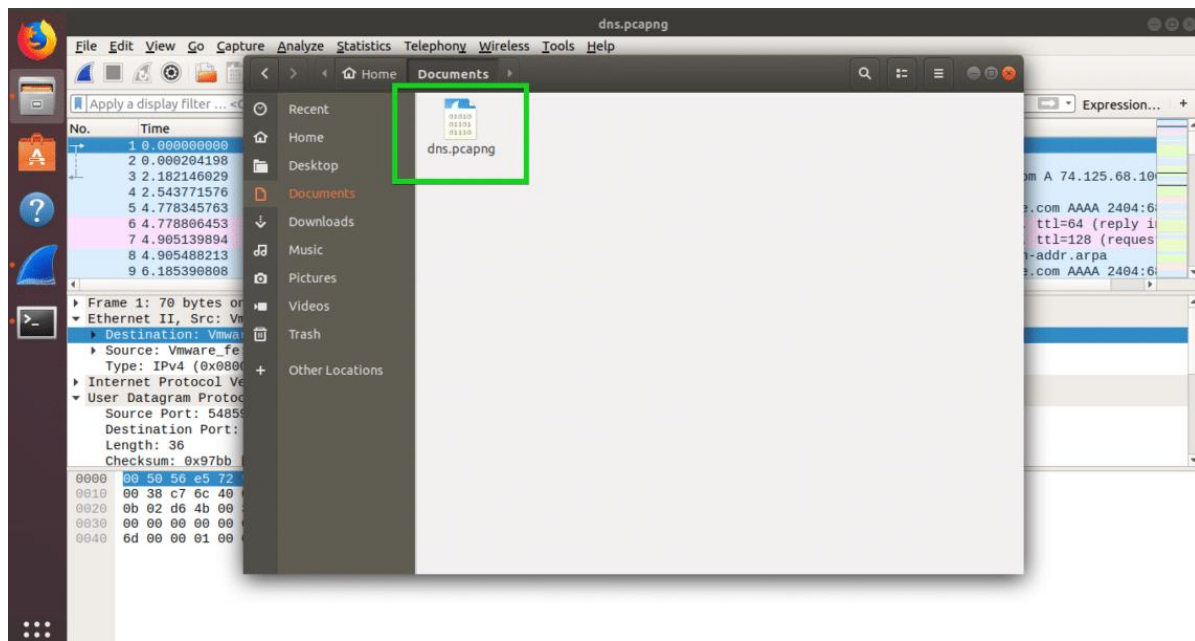 dns.pcapng
File Edit View Go Capture Analyze Statistics Telephony Wireless Tools Help
Home Documents
Apply a display filter ... <C
Expression... +
Recent
Home
Desktop
Documents
Downloads
Music
Pictures
Videos
Trash
+ Other Locations
01010
01101
01110
dns.pcapng
No. Time
1 0.000000000
2 0.000204198
3 2.182146029
om A 74.125.68.10
4 2.543771576
5 4.778345763
e.com AAAA 2404:6
6 4.778806453
ttl=64 (reply i
7 4.905139894
ttl=128 (reques
8 4.905488213
-addr.arpa
9 6.185390808
e.com AAAA 2404:6
Frame 1: 70 bytes on
Ethernet II, Src: Vm
Destination: Vmwa
Source: Vmware_fe
Type: IPv4 (0x080
Internet Protocol Ve
User Datagram Protoc
Source Port: 5485
Destination Port:
Length: 36
Checksum: 0x97bb
0000 00 50 56 e5 72
0010 00 38 c7 6c 40
0020 0b 02 d6 4b 00
0030 00 00 00 00 00
0040 6d 00 00 01 00